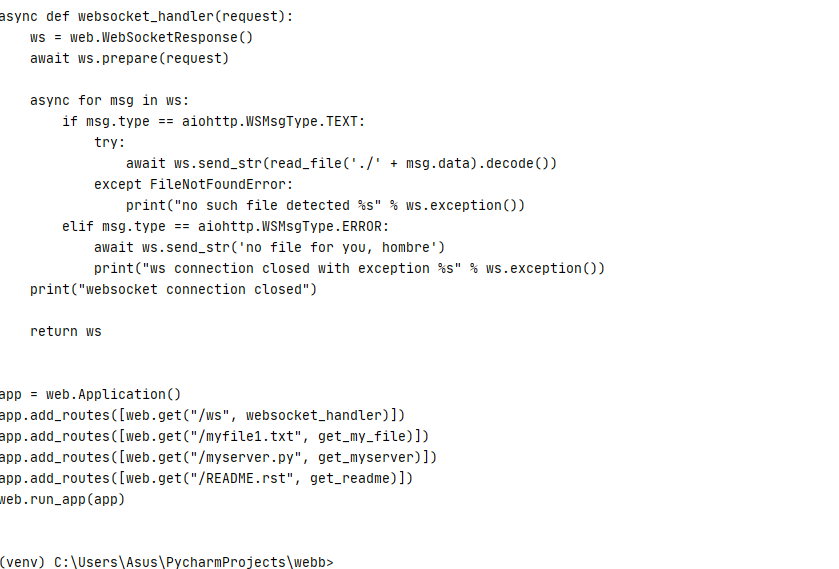 async def websocket_handler(request):
    ws = web.WebSocketResponse()
    await ws.prepare(request)

    async for msg in ws:
        if msg.type == aiohttp.WSMsgType.TEXT:
            try:
                await ws.send_str(read_file('./' + msg.data).decode())
            except FileNotFoundError:
                print("no such file detected %s" % ws.exception())
        elif msg.type == aiohttp.WSMsgType.ERROR:
            await ws.send_str('no file for you, hombre')
            print("ws connection closed with exception %s" % ws.exception())
    print("websocket connection closed")

    return ws


app = web.Application()
app.add_routes([web.get("/ws", websocket_handler)])
app.add_routes([web.get("/myfile1.txt", get_my_file)])
app.add_routes([web.get("/myserver.py", get_myserver)])
app.add_routes([web.get("/README.rst", get_readme)])
web.run_app(app)


(venv) C:\Users\Asus\PycharmProjects\webb>